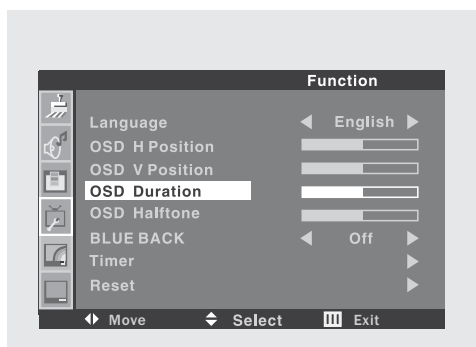 Function
Language English
OSD H Position
OSD V Position
OSD Duration
OSD Halftone
BLUE BACK Off
Timer
Reset
Move Select Exit